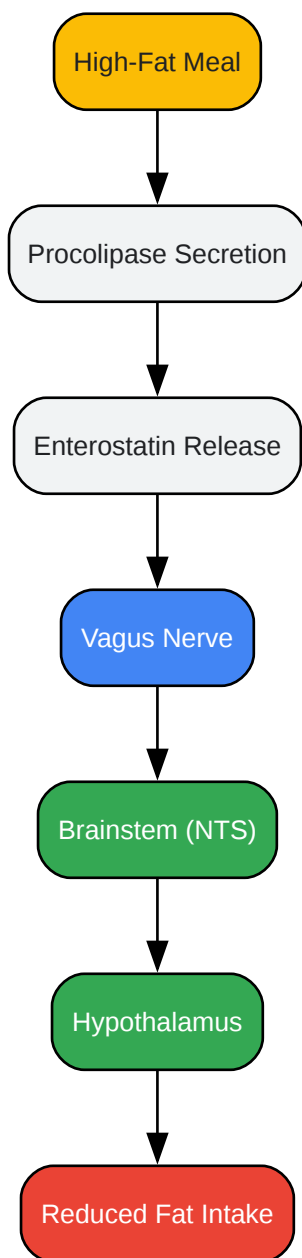 High-Fat Meal
Procolipase Secretion
Enterostatin Release
Vagus Nerve
Brainstem (NTS)
Hypothalamus
Reduced Fat Intake